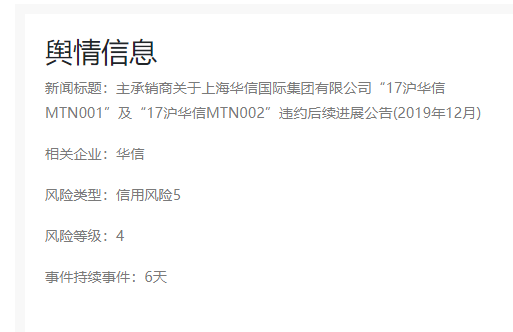 舆情信息
新闻标题：主承销商关于上海华信国际集团有限公司“17沪华信
MTN001”及“17沪华信MTN002”违约后续进展公告(2019年12月)
相关企业：华信
风险类型：信用风险5
风险等级：4
事件持续事件：6天